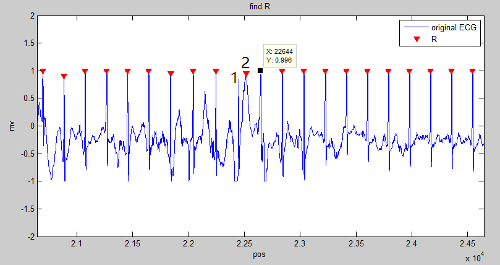 find R
original ECG
R
X: 22644
Y: 0.996
1
2
2
1.5
1
0.5
0
-0.5
-1
-1.5
-2
mv
2.1
2.15
2.2
2.25
2.3
2.35
2.4
2.45
x 10^4
pos